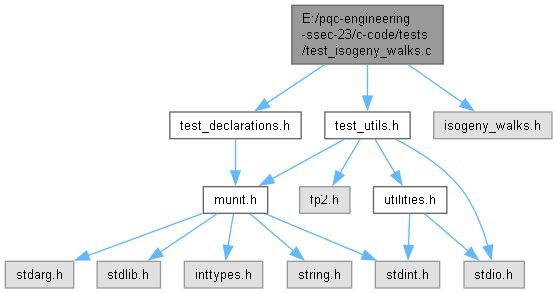 E:/pqc-engineering
-ssec-23/c-code/tests
/test_isogeny_walks.c
test_declarations.h
test_utils.h
isogeny_walks.h
munit.h
fp2.h
utilities.h
stdarg.h
stdlib.h
inttypes.h
string.h
stdint.h
stdio.h